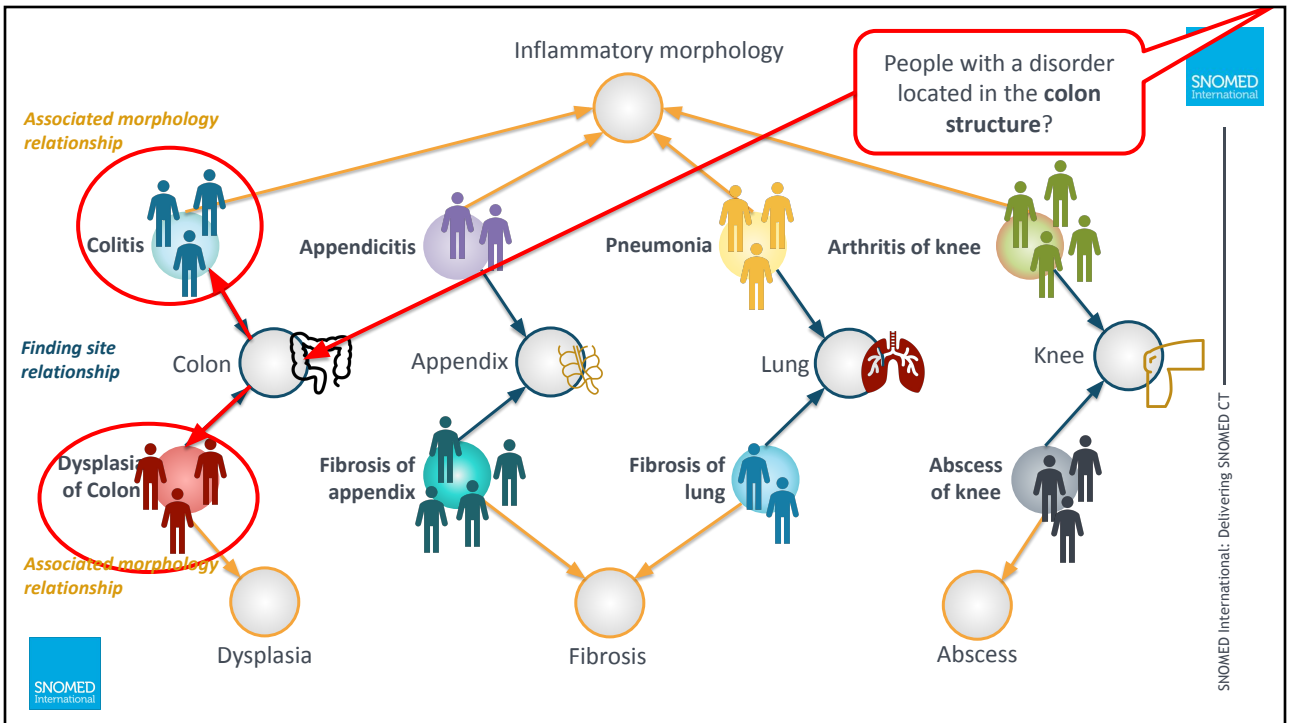 Inflammatory morphology
People with a disorder
located in the colon
structure?
SNOMED
International
Associated morphology
relationship
Colitis
Appendicitis
Pneumonia
Arthritis of knee
Finding site
relationship
Colon
Appendix
Lung
Knee
Dysplasia
of Colon
Fibrosis of
appendix
Fibrosis of
lung
Abscess
of knee
Associated morphology
relationship
Dysplasia
Fibrosis
Abscess
SNOMED
International
SNOMED International: Delivering SNOMED CT